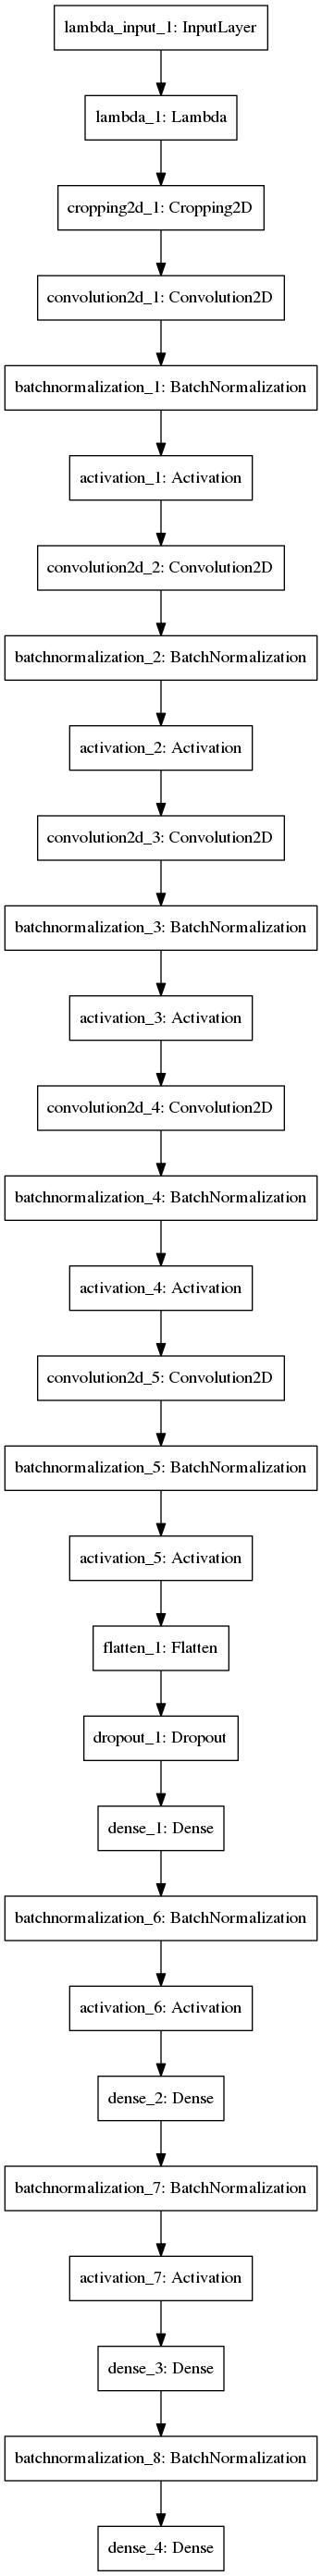 lambda_input_1: InputLayer
lambda_1: Lambda
cropping2d_1: Cropping2D
convolution2d_1: Convolution2D
batchnormalization_1: BatchNormalization
activation_1: Activation
convolution2d_2: Convolution2D
batchnormalization_2: BatchNormalization
activation_2: Activation
convolution2d_3: Convolution2D
batchnormalization_3: BatchNormalization
activation_3: Activation
convolution2d_4: Convolution2D
batchnormalization_4: BatchNormalization
activation_4: Activation
convolution2d_5: Convolution2D
batchnormalization_5: BatchNormalization
activation_5: Activation
flatten_1: Flatten
dropout_1: Dropout
dense_1: Dense
batchnormalization_6: BatchNormalization
activation_6: Activation
dense_2: Dense
batchnormalization_7: BatchNormalization
activation_7: Activation
dense_3: Dense
batchnormalization_8: BatchNormalization
dense_4: Dense